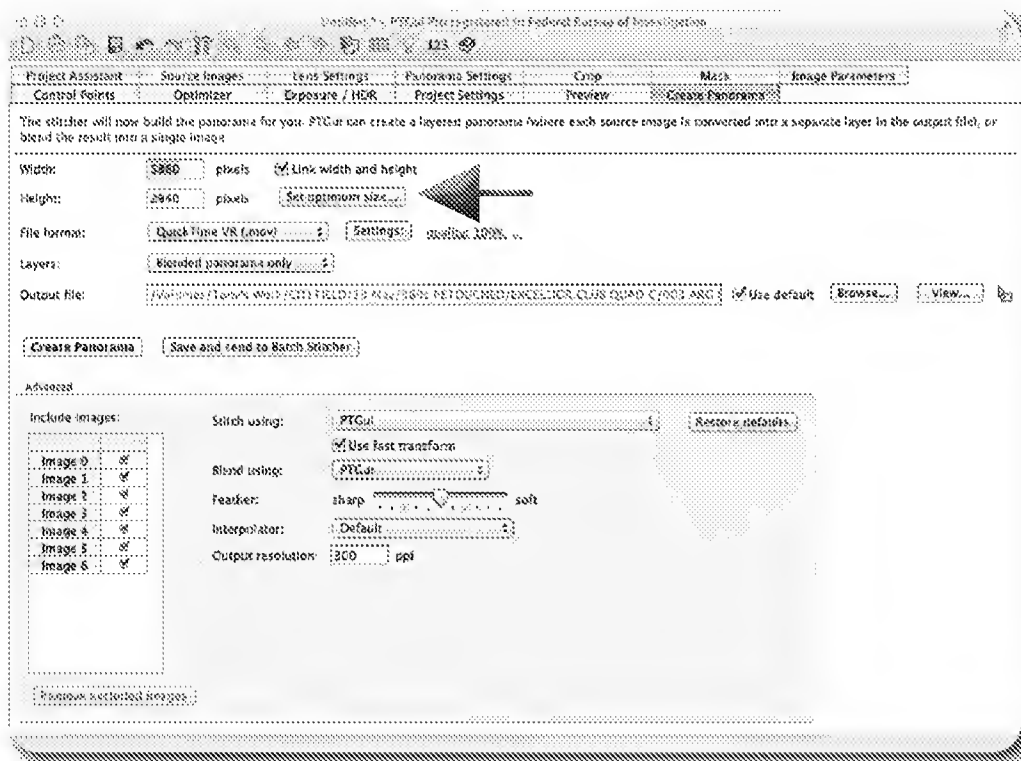 Untitled * - PTGui Pro registered to Federal Bureau of Investigation
123
Project Assistant Source Images Lens Settings Panorama Settings Crop Mask Image Parameters
Control Points Optimizer Exposure / HDR Project Settings Preview Create Panorama
The stitcher will now build the panorama for you. PTGui can create a layered panorama (where each source image is converted into a separate layer in the output file), or
blend the result into a single image
Width: pixels Link width and height
Height: pixels Set optimum size...
File format: QuickTime VR (.mov) Settings: quality: 100%
Layers: Blended panorama only
Output file: Use default Browse... View...
Create Panorama Save and send to Batch Stitcher
Advanced
Include images: Stitch using: PTGui Restore defaults
Use fast transform
Image 0
Image 1 Blend using: PTGui
Image 2
Image 3 Feather: sharp soft
Image 4 Interpolator: Default
Image 5
Image 6 Output resolution: 300 ppi
Remove selected images